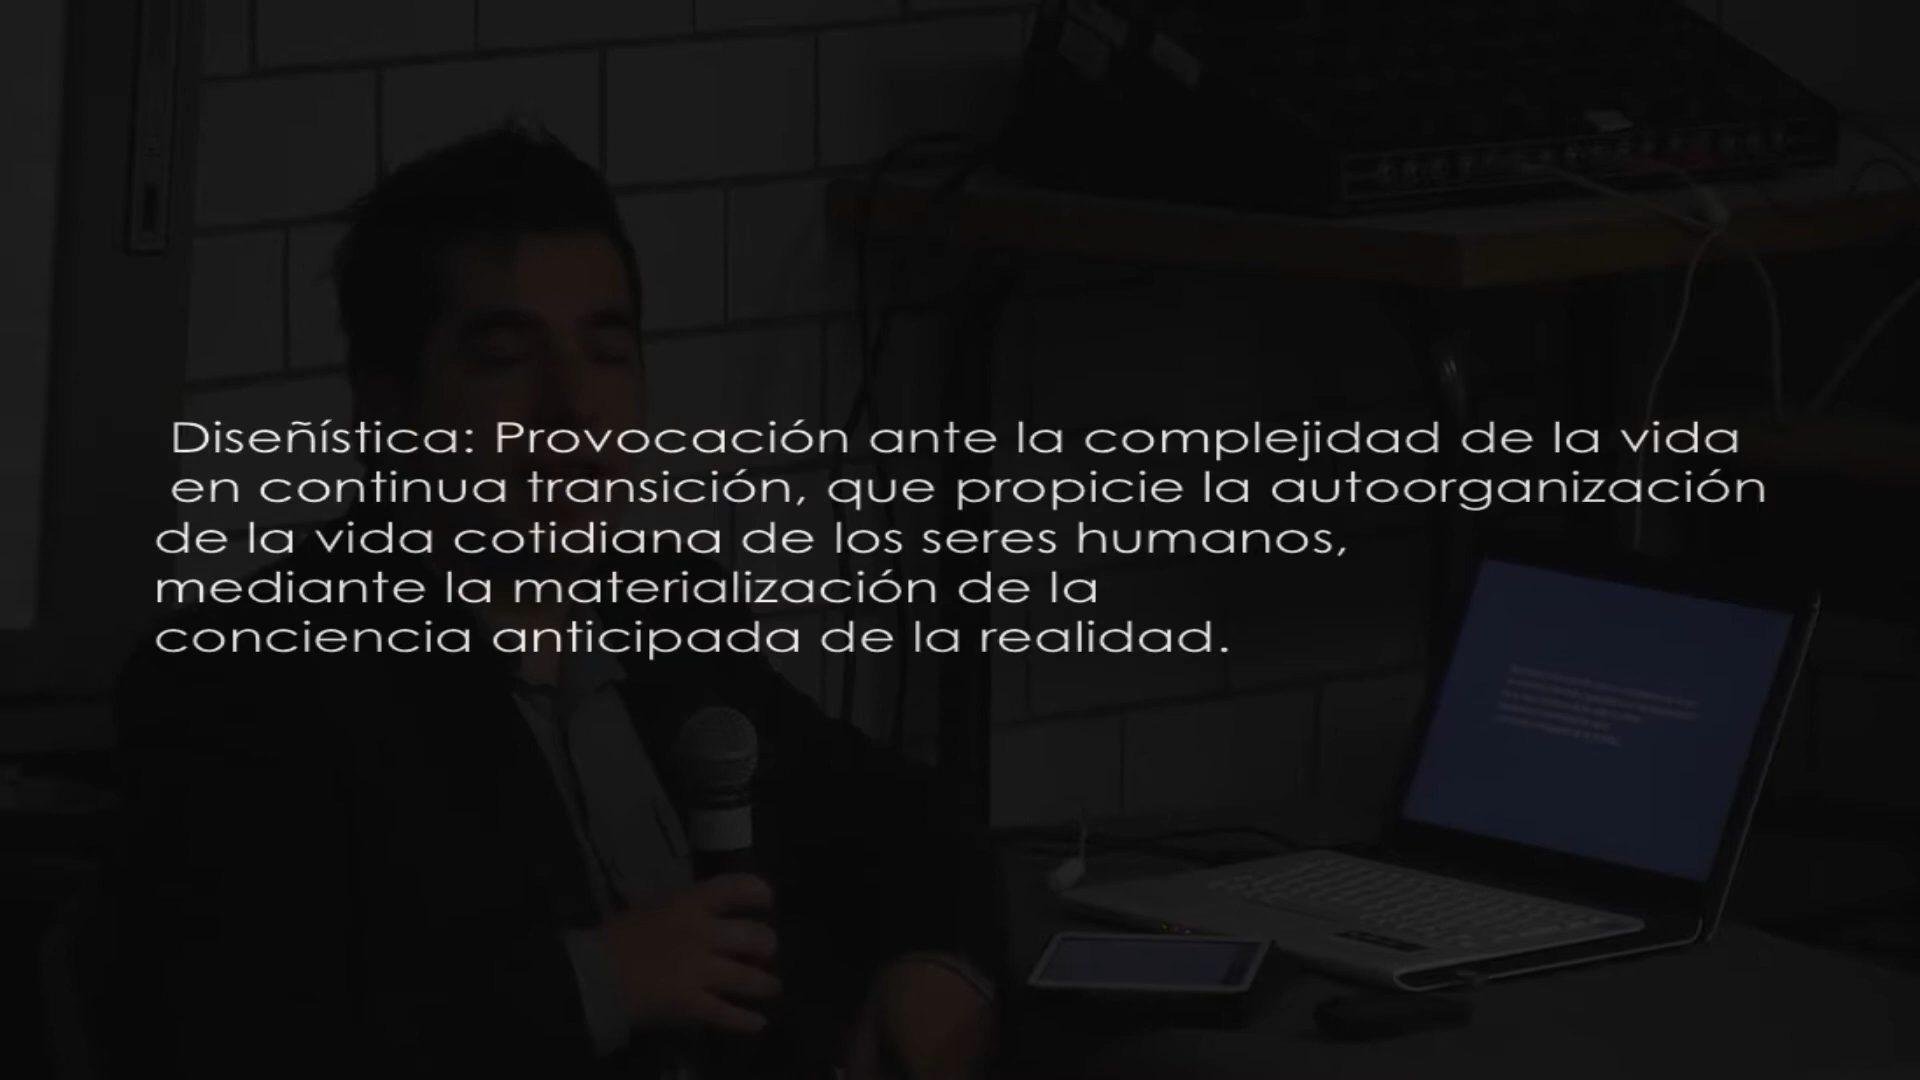 Diseñística: Provocación ante la complejidad de la vida
en continua transición, que propicie la autoorganización
de la vida cotidiana de los seres humanos,
mediante la materialización de la
conciencia anticipada de la realidad.